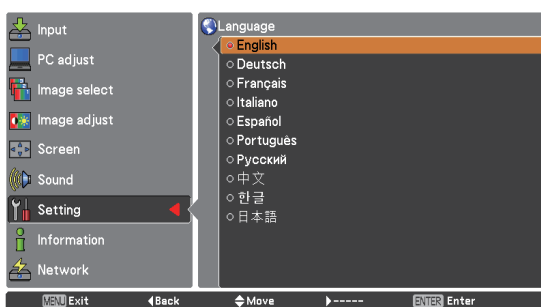 Input
PC adjust
Image select
Image adjust
Screen
Sound
Setting
Information
Network
Language
English
Deutsch
Français
Italiano
Español
Português
Русский
中文
한글
日本語
MENU Exit ◀Back ◆Move ▶----- ENTER Enter